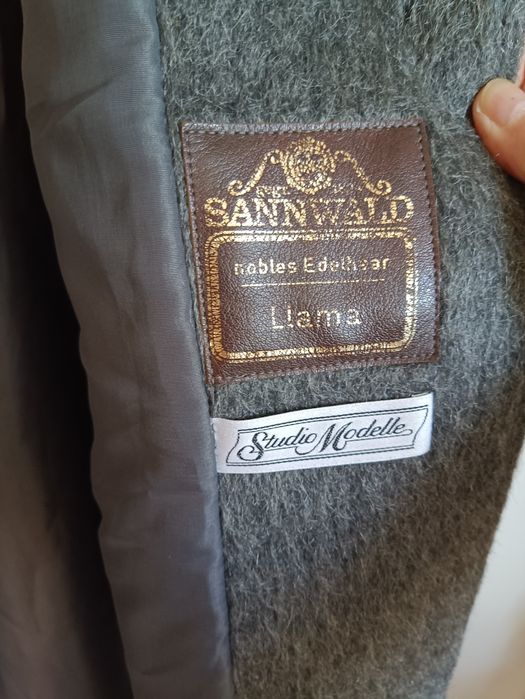 SANNWALD
nobles Edelhaar
Llama
Studio Modelle